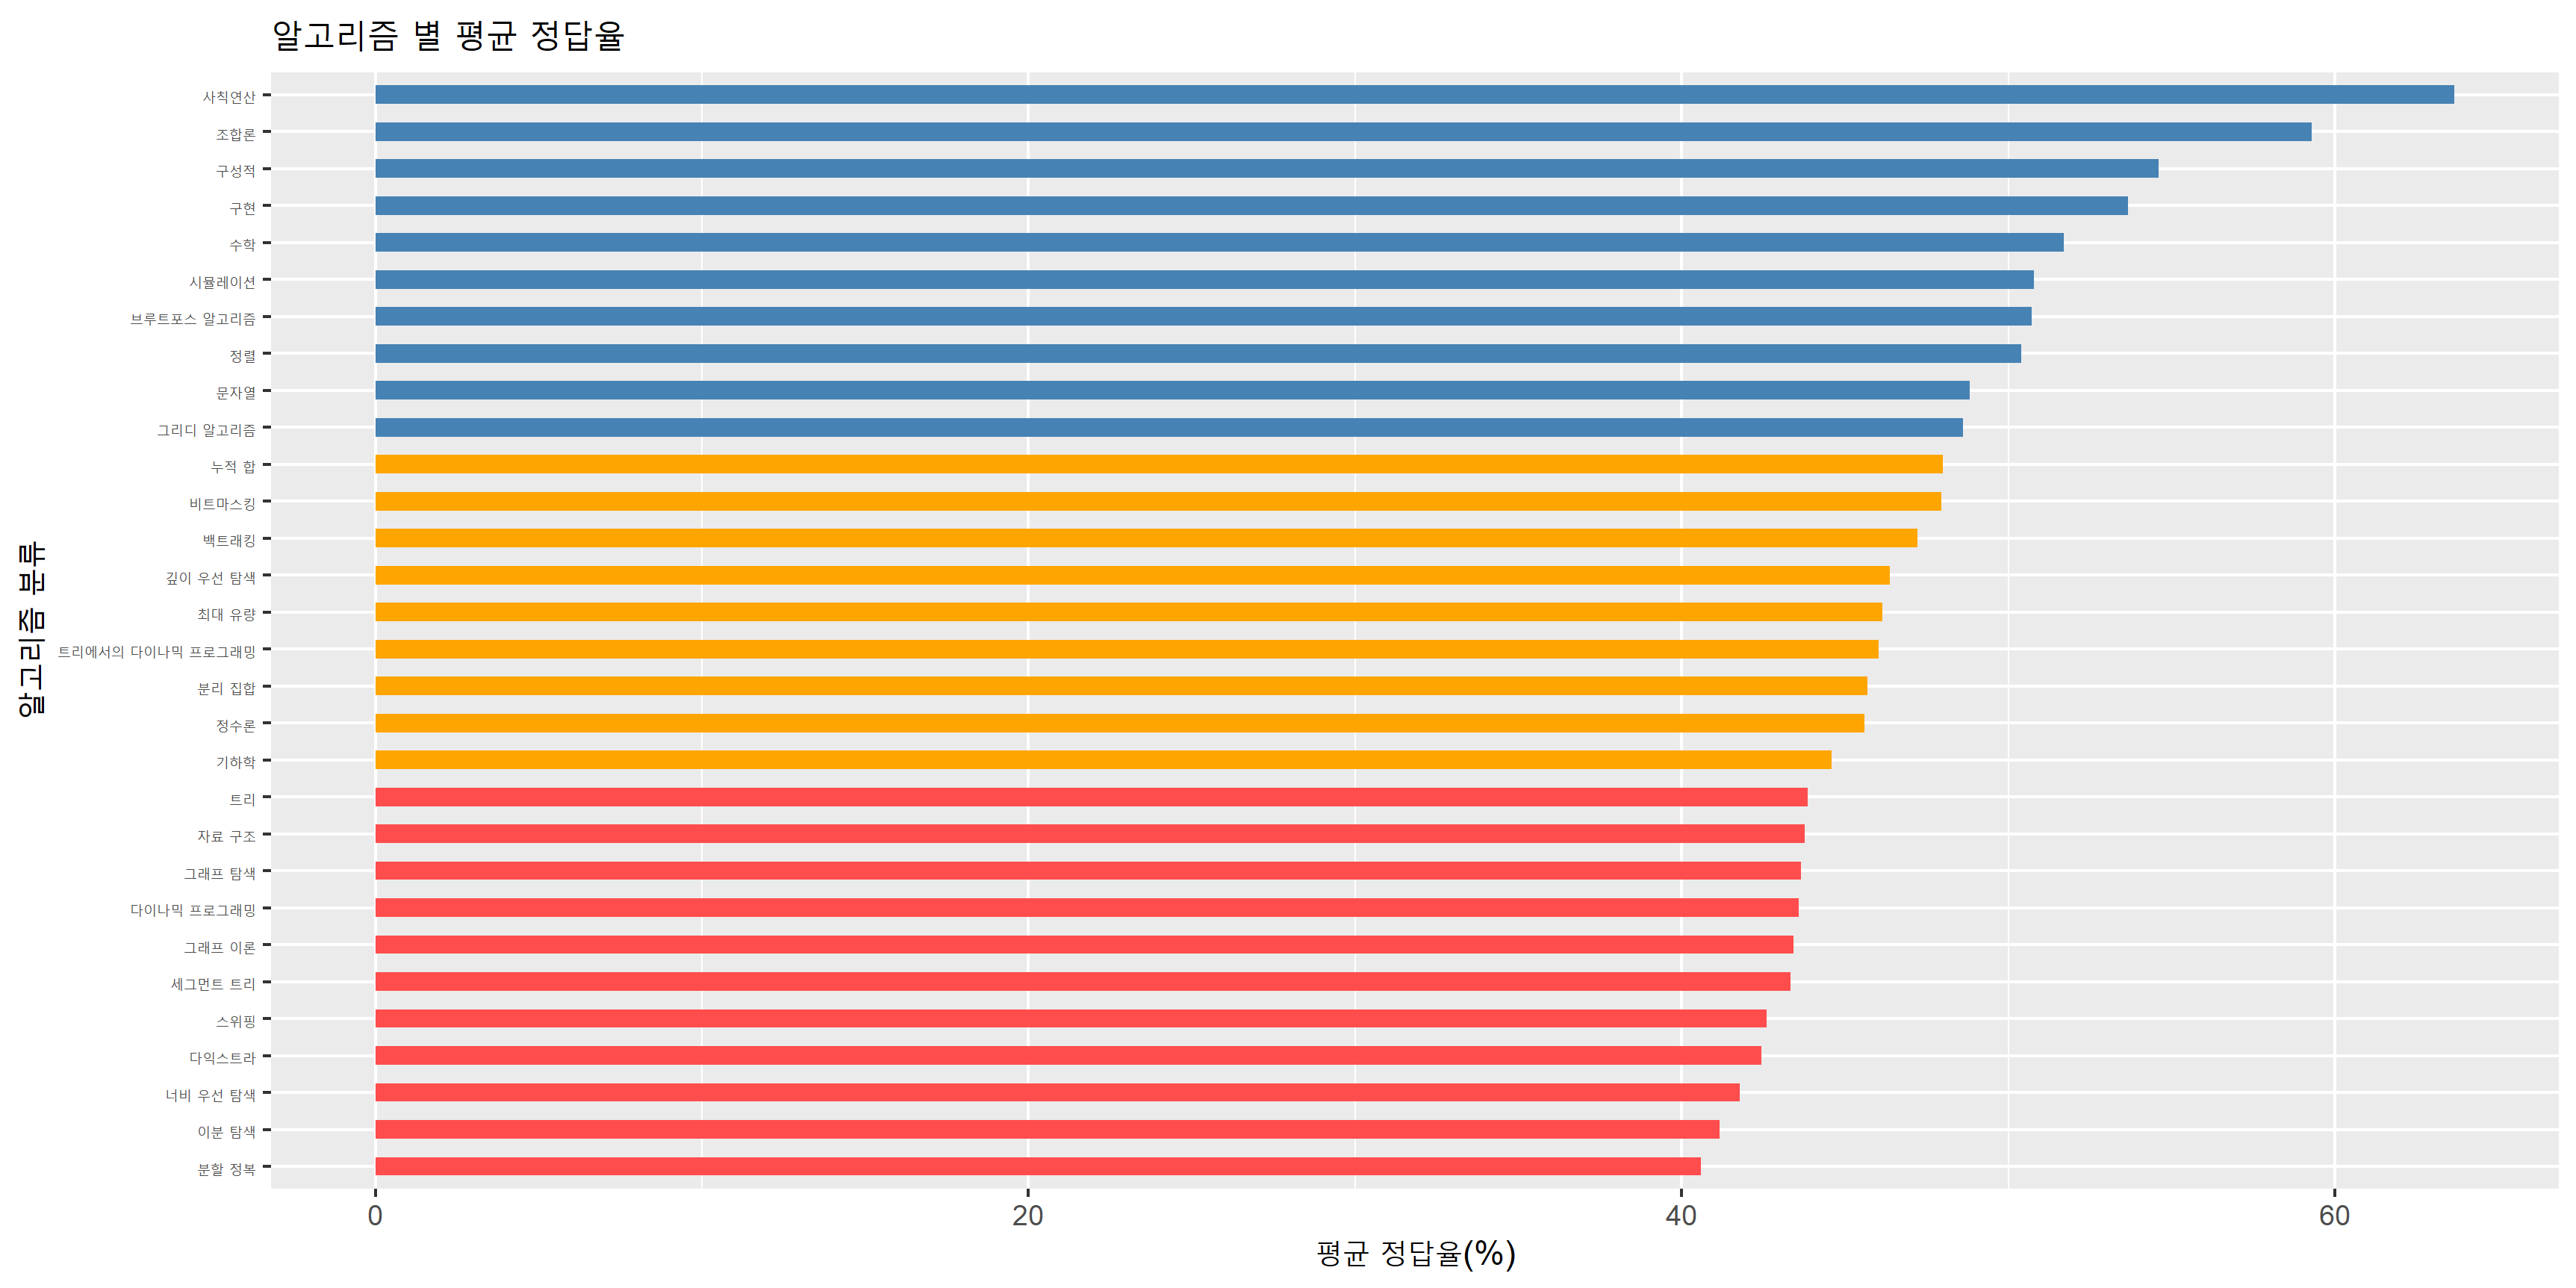 알고리즘 별 평균 정답율
알고리즘 분류
사칙연산
조합론
구성적
구현
수학
시뮬레이션
브루트포스 알고리즘
정렬
문자열
그리디 알고리즘
누적 합
비트마스킹
백트래킹
깊이 우선 탐색
최대 유량
트리에서의 다이나믹 프로그래밍
분리 집합
정수론
기하학
트리
자료 구조
그래프 탐색
다이나믹 프로그래밍
그래프 이론
세그먼트 트리
스위핑
다익스트라
너비 우선 탐색
이분 탐색
분할 정복
0 20 40 60
평균 정답율(%)